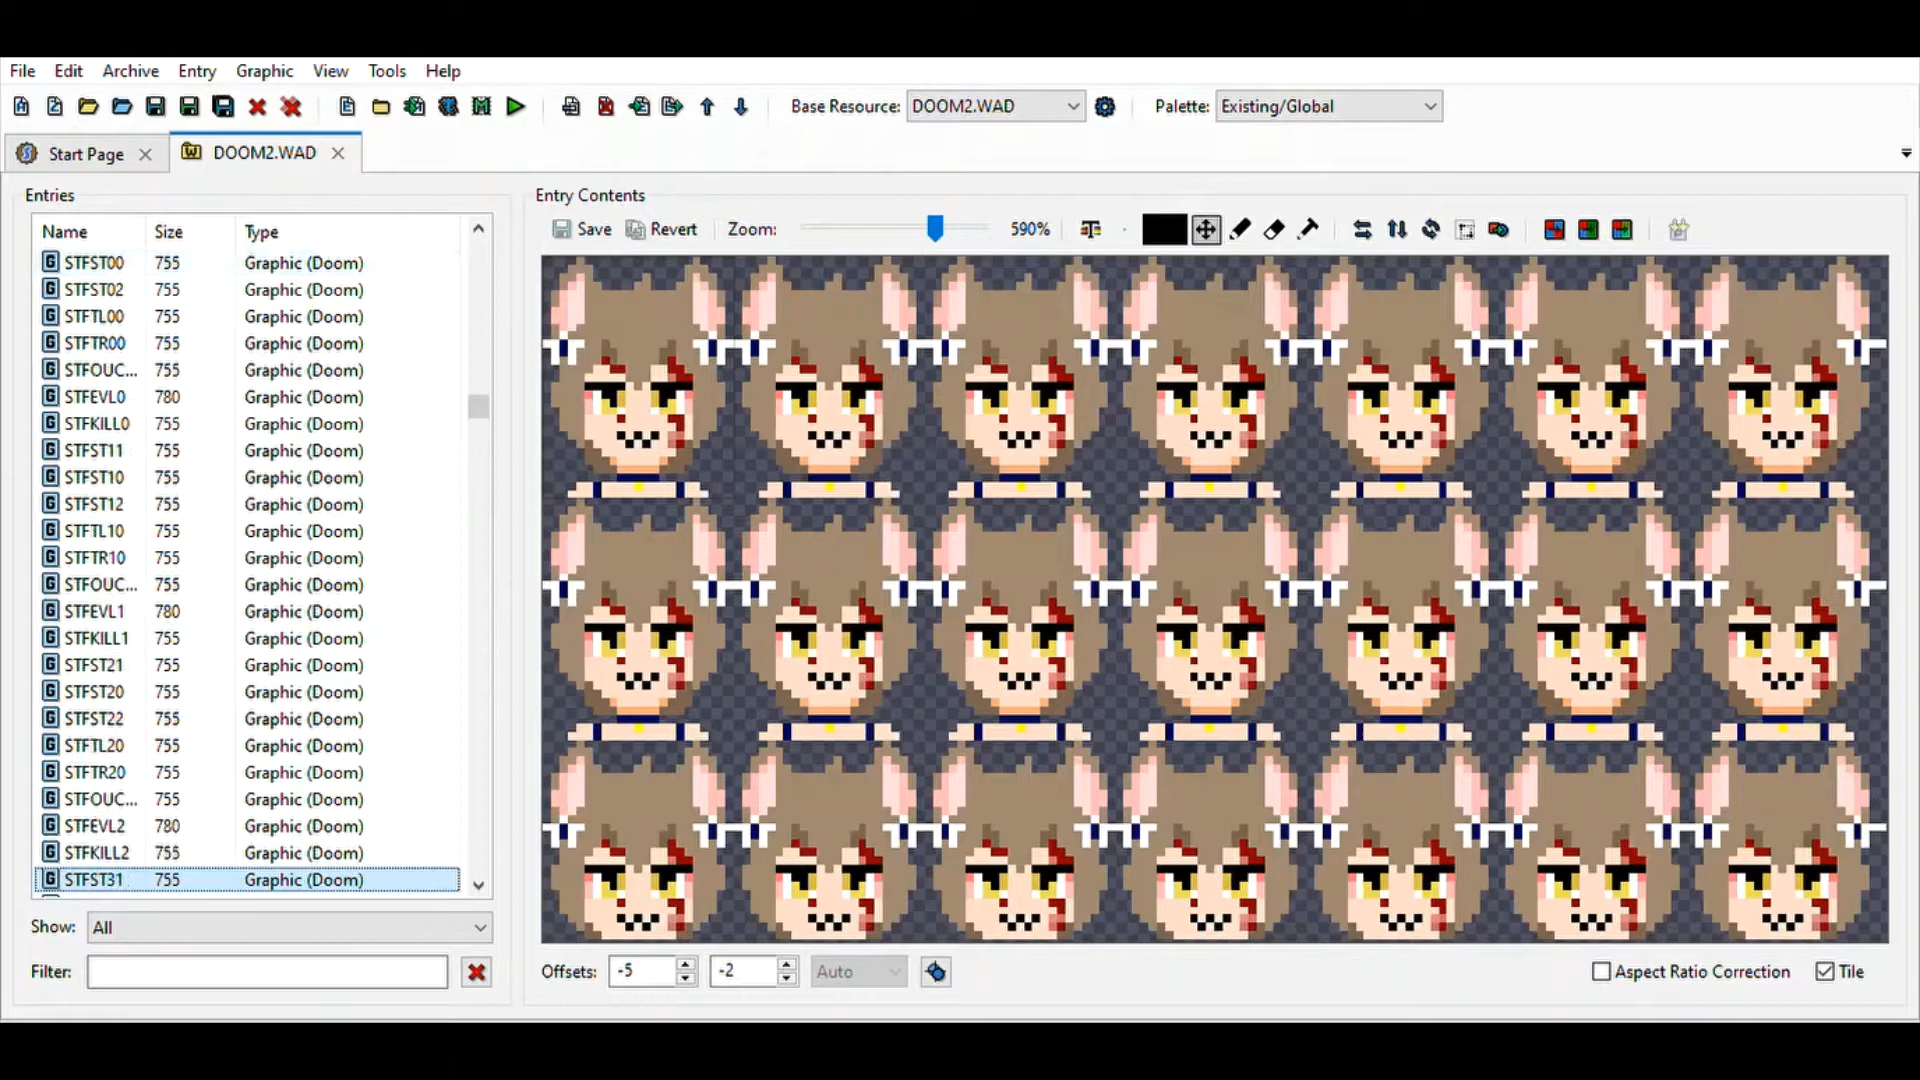 File Edit Archive Entry Graphic View Tools Help
Base Resource: DOOM2.WAD Palette: Existing/Global
Start Page DOOM2.WAD
Entries
Entry Contents
Save Revert Zoom: 590%
Name Size Type
STFST00 755 Graphic (Doom)
STFST02 755 Graphic (Doom)
STFTL00 755 Graphic (Doom)
STFTR00 755 Graphic (Doom)
STFOUC... 755 Graphic (Doom)
STFEVL0 780 Graphic (Doom)
STFKILL0 755 Graphic (Doom)
STFST11 755 Graphic (Doom)
STFST10 755 Graphic (Doom)
STFST12 755 Graphic (Doom)
STFTL10 755 Graphic (Doom)
STFTR10 755 Graphic (Doom)
STFOUC... 755 Graphic (Doom)
STFEVL1 780 Graphic (Doom)
STFKILL1 755 Graphic (Doom)
STFST21 755 Graphic (Doom)
STFST20 755 Graphic (Doom)
STFST22 755 Graphic (Doom)
STFTL20 755 Graphic (Doom)
STFTR20 755 Graphic (Doom)
STFOUC... 755 Graphic (Doom)
STFEVL2 780 Graphic (Doom)
STFKILL2 755 Graphic (Doom)
STFST31 755 Graphic (Doom)
Show: All
Filter:
Offsets: -5 -2 Auto Aspect Ratio Correction Tile